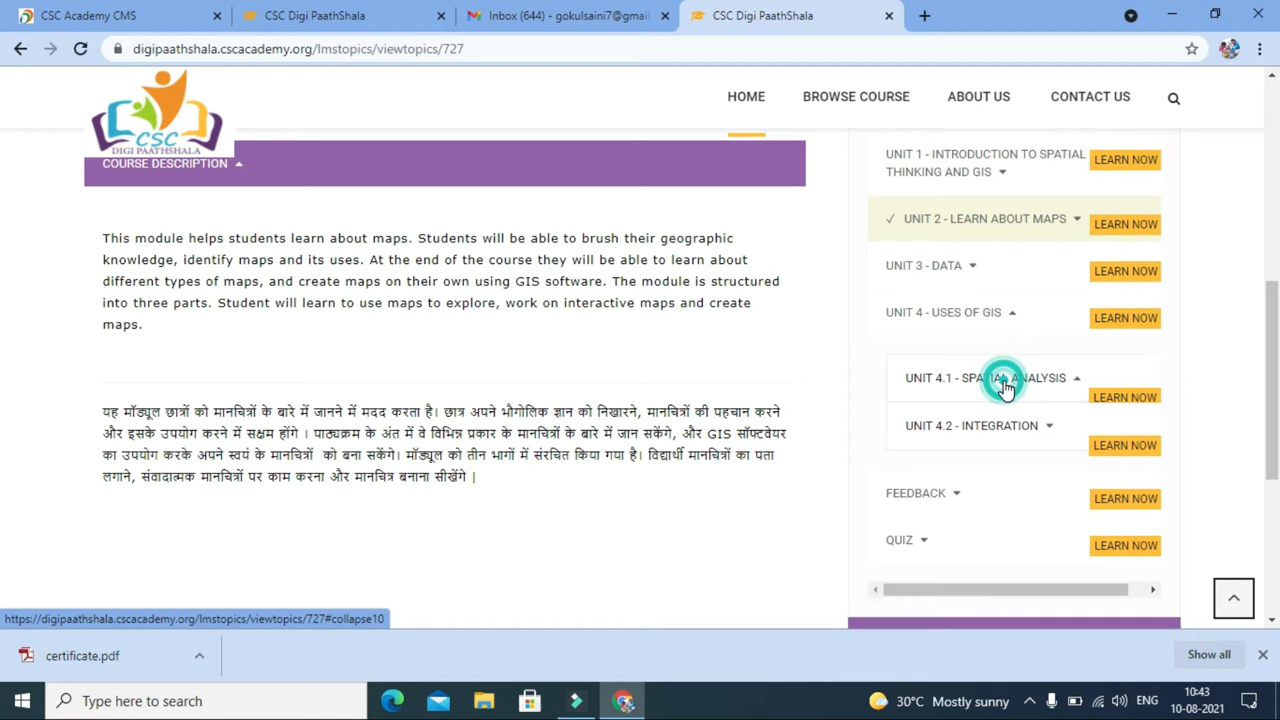 CSC Academy CMS
CSC Digi PaathShala
Inbox (644) - gokulsaini7@gmail
CSC Digi PaathShala
digipaathshala.cscacademy.org/lmstopics/viewtopics/727
CSC
DIGI PAATHSHALA
HOME
BROWSE COURSE
ABOUT US
CONTACT US
COURSE DESCRIPTION
This module helps students learn about maps. Students will be able to brush their geographic
knowledge, identify maps and its uses. At the end of the course they will be able to learn about
different types of maps, and create maps on their own using GIS software. The module is structured
into three parts. Student will learn to use maps to explore, work on interactive maps and create
maps.
यह मॉड्यूल छात्रों को मानचित्रों के बारे में जानने में मदद करता है। छात्र अपने भौगोलिक ज्ञान को निखारने, मानचित्रों की पहचान करने
और इसके उपयोग करने में सक्षम होंगे । पाठ्यक्रम के अंत में वे विभिन्न प्रकार के मानचित्रों के बारे में जान सकेंगे, और GIS सॉफ्टवेयर
का उपयोग करके अपने स्वयं के मानचित्रों को बना सकेंगे। मॉड्यूल को तीन भागों में संरचित किया गया है। विद्यार्थी मानचित्रों का पता
लगाने, संवादात्मक मानचित्रों पर काम करना और मानचित्र बनाना सीखेंगे |
UNIT 1 - INTRODUCTION TO SPATIAL
THINKING AND GIS
LEARN NOW
✓ UNIT 2 - LEARN ABOUT MAPS
LEARN NOW
UNIT 3 - DATA
LEARN NOW
UNIT 4 - USES OF GIS
LEARN NOW
UNIT 4.1 - SPATIAL ANALYSIS
LEARN NOW
UNIT 4.2 - INTEGRATION
LEARN NOW
FEEDBACK
LEARN NOW
QUIZ
LEARN NOW
https://digipaathshala.cscacademy.org/lmstopics/viewtopics/727#collapse10
certificate.pdf
Show all
Type here to search
30°C Mostly sunny
ENG
10:43
10-08-2021